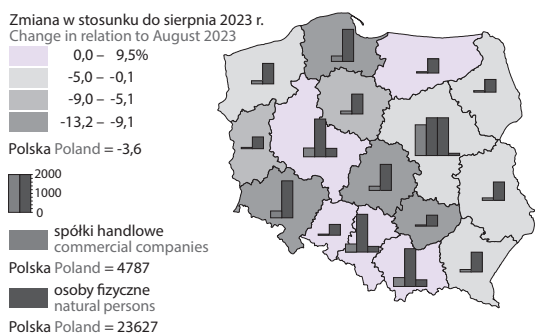 Zmiana w stosunku do sierpnia 2023 r.
Change in relation to August 2023
0,0 – 9,5%
-5,0 – -0,1
-9,0 – -5,1
-13,2 – -9,1
Polska Poland = -3,6
2000
1000
0
spółki handlowe
commercial companies
Polska Poland = 4787
osoby fizyczne
natural persons
Polska Poland = 23627